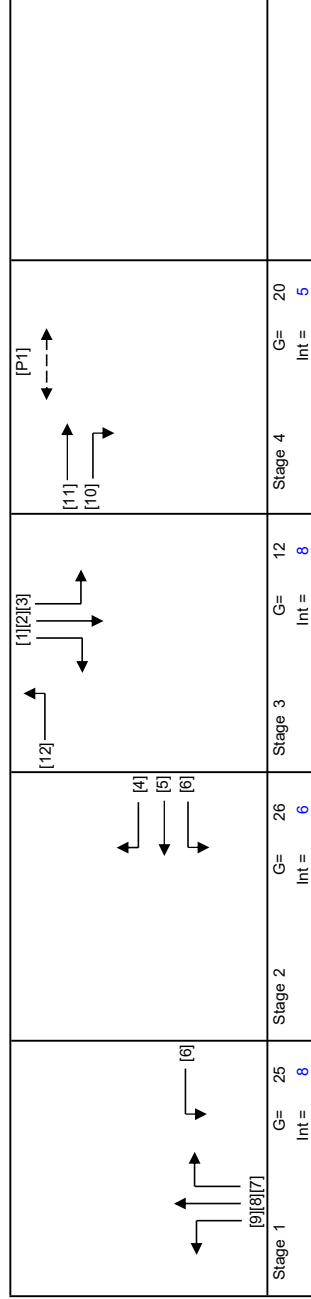 [9][8][7]
[6]
Stage 1 G= 25
Int = 8
[4]
[5]
[6]
Stage 2 G= 26
Int = 6
[12]
[1][2][3]
Stage 3 G= 12
Int = 8
[P1]
[11]
[10]
Stage 4 G= 20
Int = 5